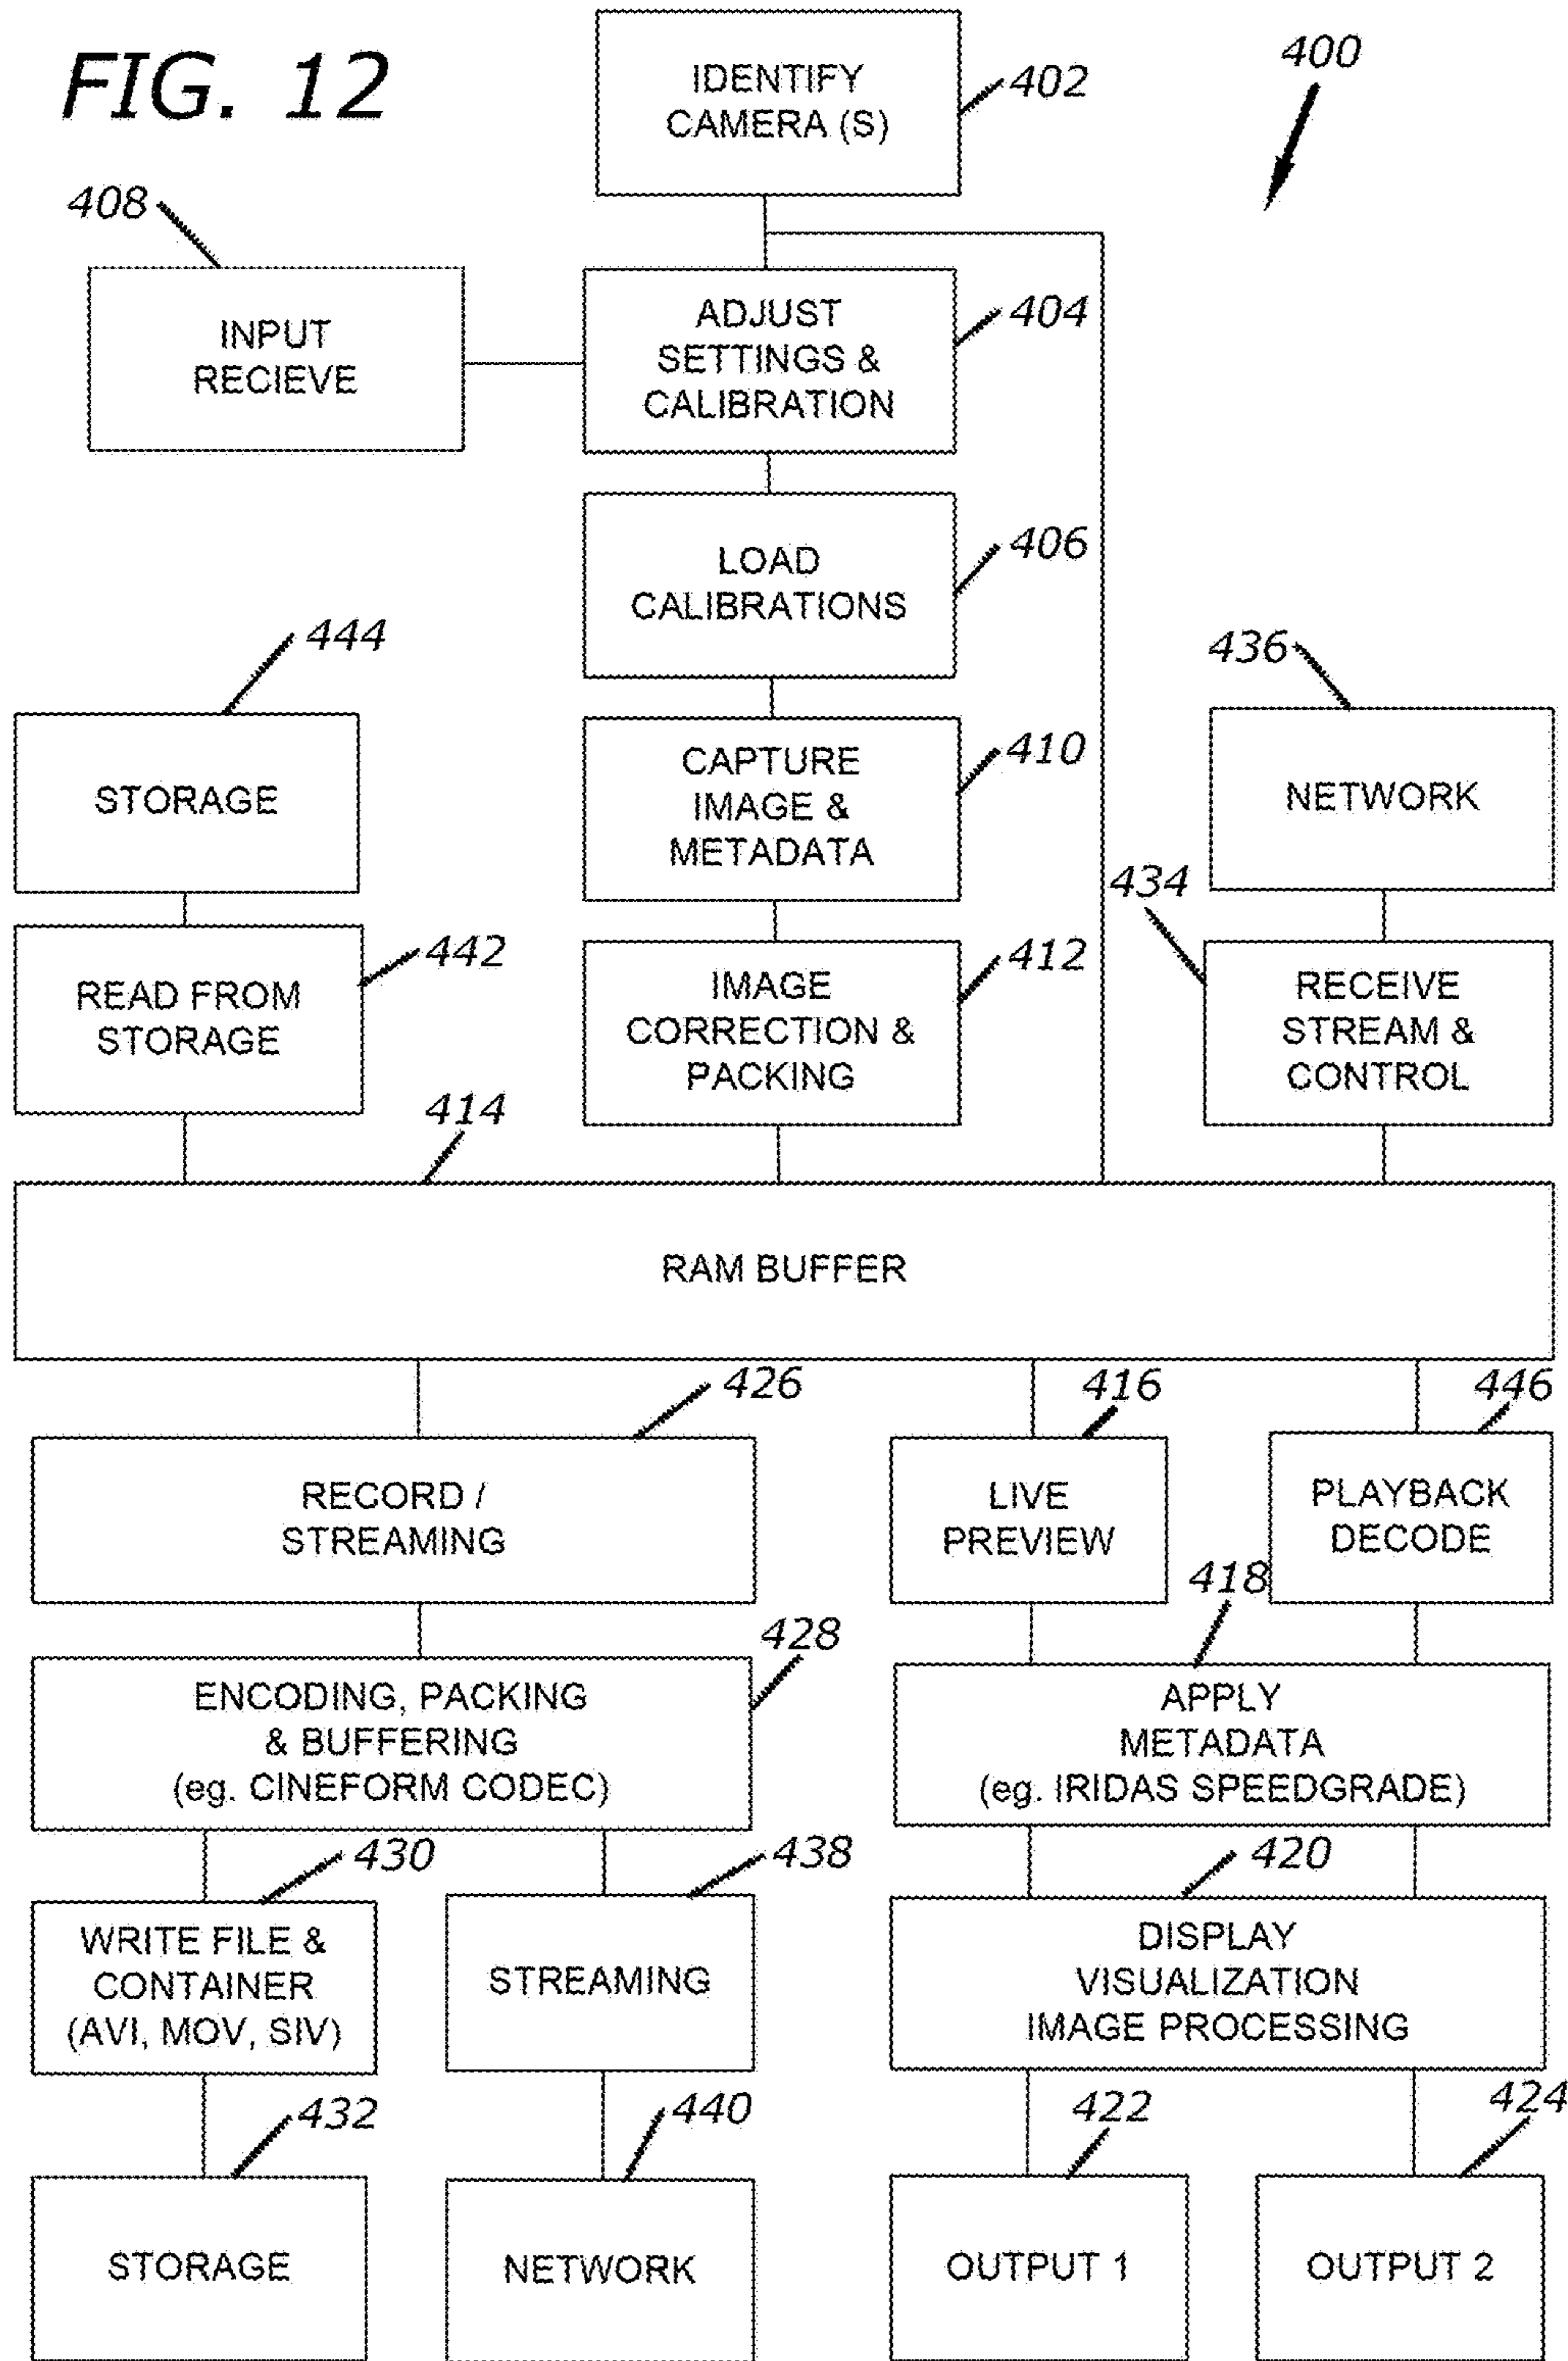 FIG. 12
400
IDENTIFY
CAMERA (S)
402
408
INPUT
RECIEVE
ADJUST
SETTINGS &
CALIBRATION
404
LOAD
CALIBRATIONS
406
444
STORAGE
CAPTURE
IMAGE &
METADATA
410
436
NETWORK
READ FROM
STORAGE
442
IMAGE
CORRECTION &
PACKING
412
434
RECEIVE
STREAM &
CONTROL
414
RAM BUFFER
426
RECORD /
STREAMING
416
LIVE
PREVIEW
446
PLAYBACK
DECODE
428
ENCODING, PACKING
& BUFFERING
(eg. CINEFORM CODEC)
418
APPLY
METADATA
(eg. IRIDAS SPEEDGRADE)
430
WRITE FILE &
CONTAINER
(AVI, MOV, SIV)
438
STREAMING
420
DISPLAY
VISUALIZATION
IMAGE PROCESSING
432
STORAGE
440
NETWORK
422
OUTPUT 1
424
OUTPUT 2